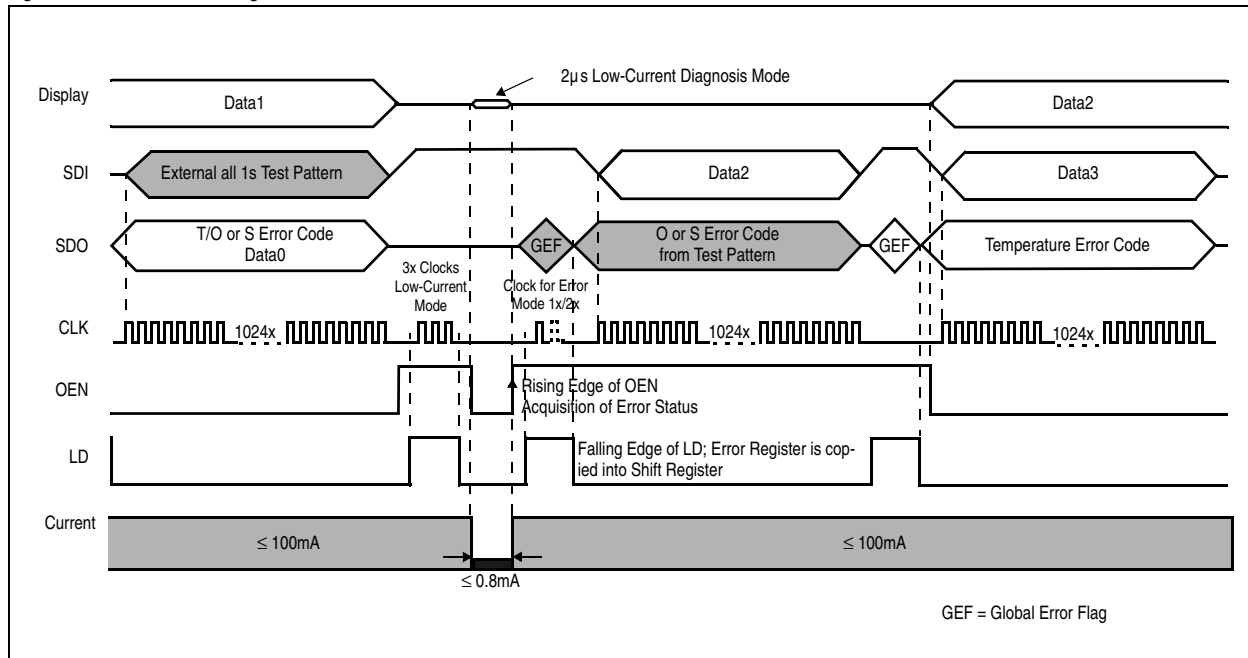 2µs Low-Current Diagnosis Mode
Display
Data1
Data2
SDI
External all 1s Test Pattern
Data2
Data3
SDO
T/O or S Error Code
Data0
GEF
O or S Error Code
from Test Pattern
GEF
Temperature Error Code
3x Clocks
Low-Current
Mode
Clock for Error
Mode 1x/2x
CLK
1024x
1024x
1024x
OEN
Rising Edge of OEN
Acquisition of Error Status
LD
Falling Edge of LD; Error Register is cop-
ied into Shift Register
Current
≤ 100mA
≤ 100mA
≤ 0.8mA
GEF = Global Error Flag